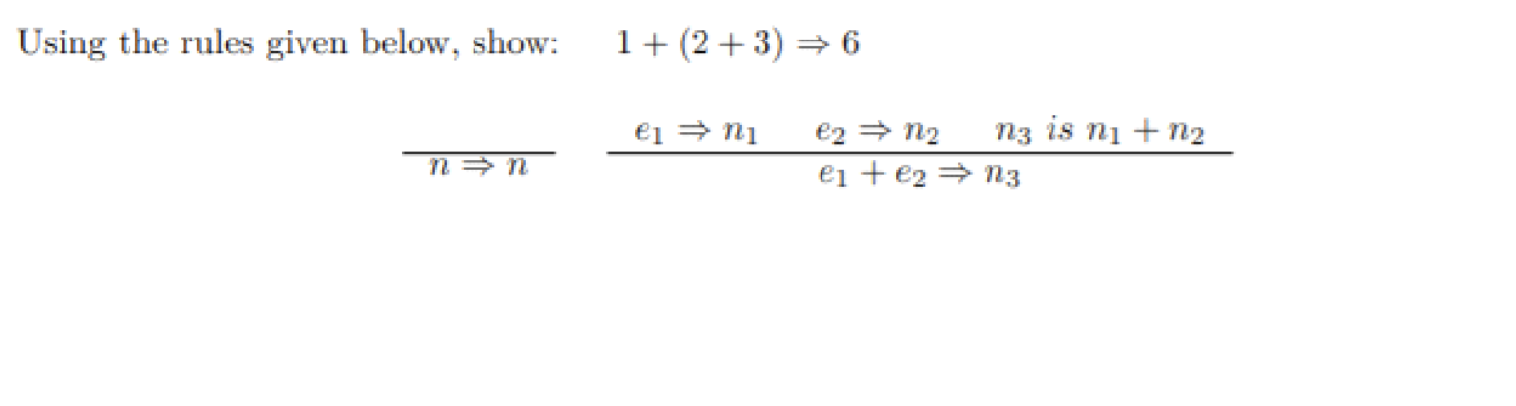 Using the rules given below, show: 1 + (2 + 3) ⇒ 6
e₁ ⇒ n₁ e₂ ⇒ n₂ n₃ is n₁ + n₂
n ⇒ n e₁ + e₂ ⇒ n₃